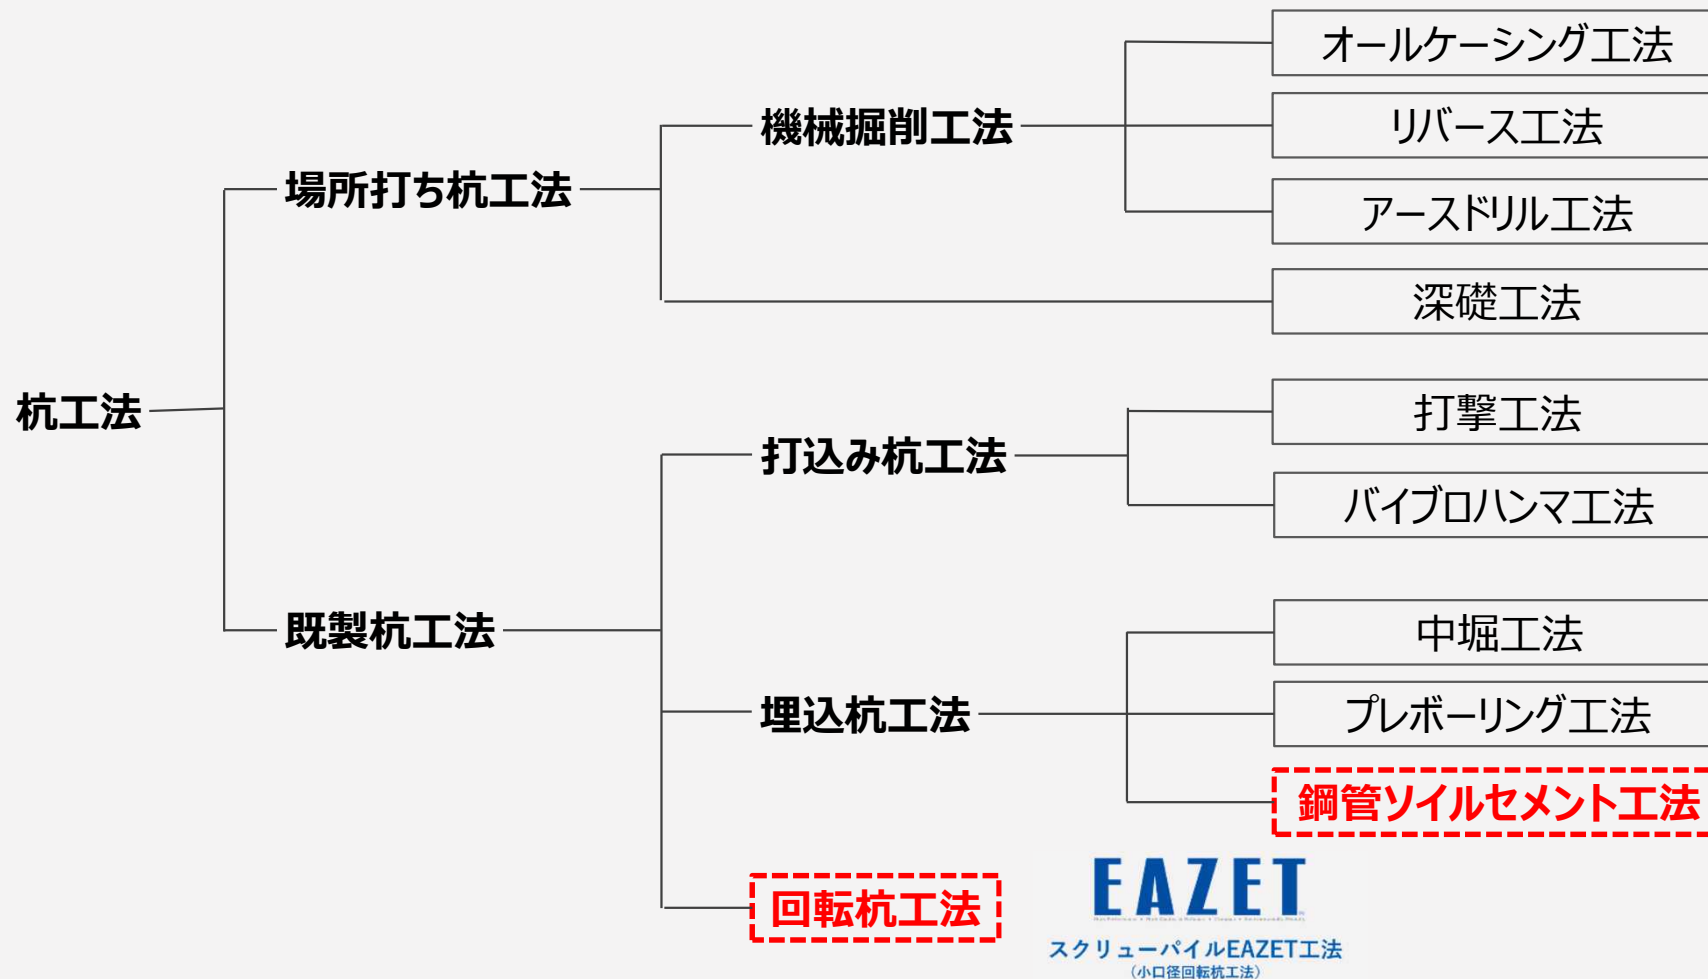 オールケーシング工法
機械掘削工法
リバース工法
場所打ち杭工法
アースドリル工法
深礎工法
杭工法
打撃工法
打込み杭工法
バイブロハンマ工法
既製杭工法
中堀工法
埋込杭工法
プレボーリング工法
鋼管ソイルセメント工法
回転杭工法
EAZET
スクリューパイルEAZET工法
(小口径回転杭工法)